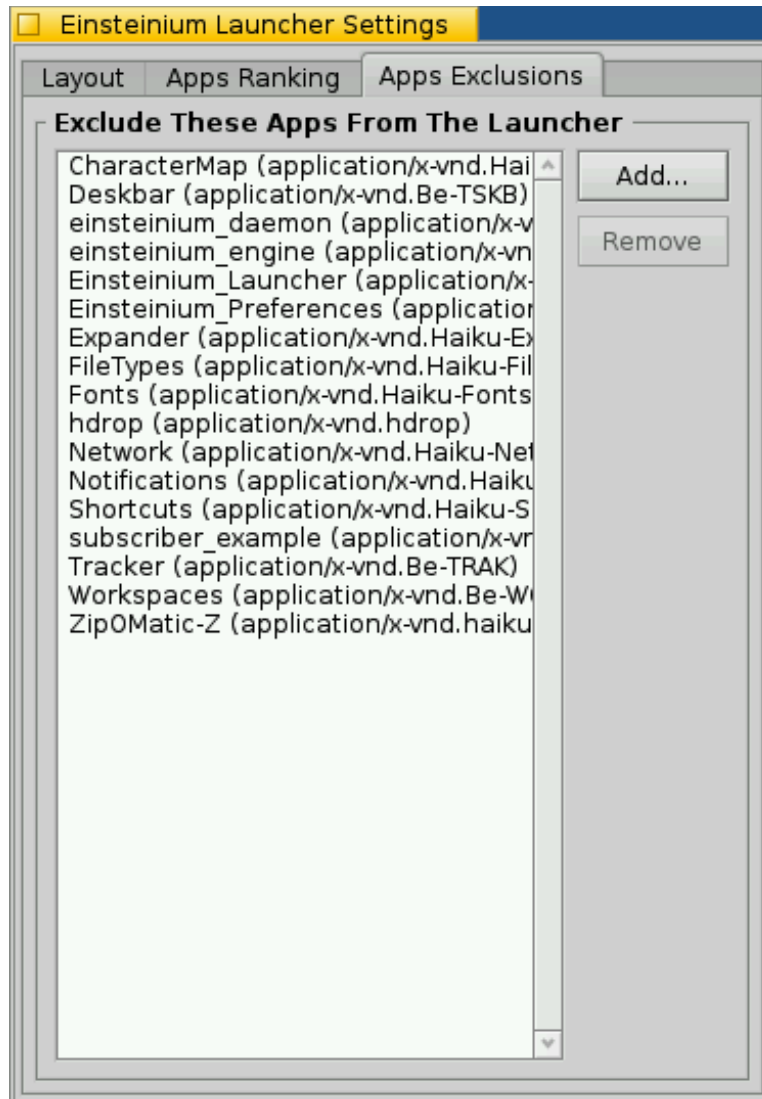 Einsteinium Launcher Settings
Layout Apps Ranking Apps Exclusions
Exclude These Apps From The Launcher
CharacterMap (application/x-vnd.Hai
Deskbar (application/x-vnd.Be-TSKB)
einsteinium_daemon (application/x-v
einsteinium_engine (application/x-vn
Einsteinium_Launcher (application/x-
Einsteinium_Preferences (application
Expander (application/x-vnd.Haiku-Ex
FileTypes (application/x-vnd.Haiku-Fil
Fonts (application/x-vnd.Haiku-Fonts
hdrop (application/x-vnd.hdrop)
Network (application/x-vnd.Haiku-Net
Notifications (application/x-vnd.Haiku
Shortcuts (application/x-vnd.Haiku-S
subscriber_example (application/x-vn
Tracker (application/x-vnd.Be-TRAK)
Workspaces (application/x-vnd.Be-W
ZipOMatic-Z (application/x-vnd.haiku
Add...
Remove